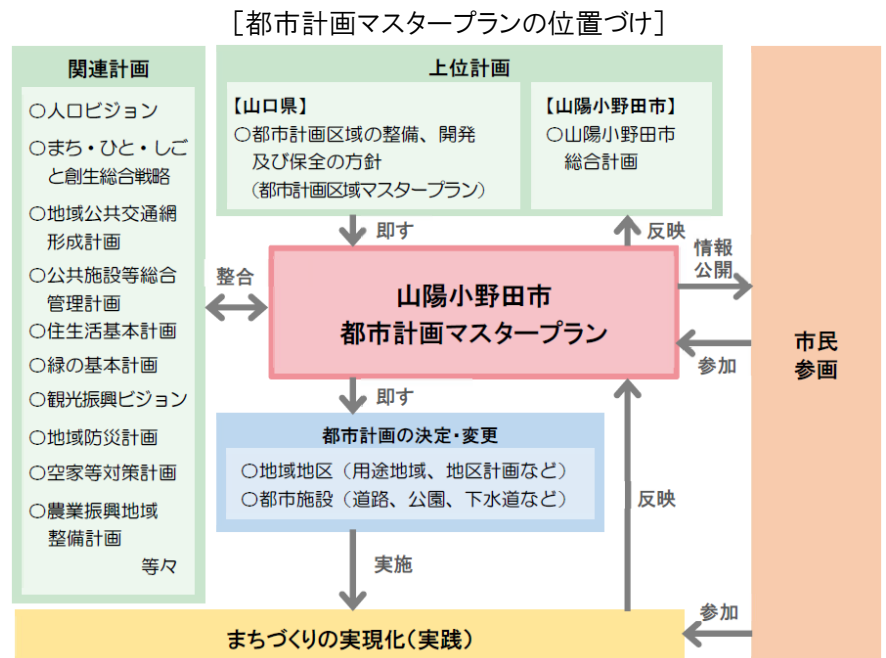 [都市計画マスタープランの位置づけ]
関連計画
○人口ビジョン
○まち・ひと・しご
と創生総合戦略
○地域公共交通網
形成計画
○公共施設等総合
管理計画
○住生活基本計画
○緑の基本計画
○観光振興ビジョン
○地域防災計画
○空家等対策計画
○農業振興地域
整備計画
等々
上位計画
【山口県】
○都市計画区域の整備、開発
及び保全の方針
(都市計画区域マスタープラン)
【山陽小野田市】
○山陽小野田市
総合計画
即す
反映
情報
公開
整合
山陽小野田市
都市計画マスタープラン
参加
市民
参画
即す
都市計画の決定・変更
○地域地区(用途地域、地区計画など)
○都市施設(道路、公園、下水道など)
反映
実施
参加
まちづくりの実現化(実践)